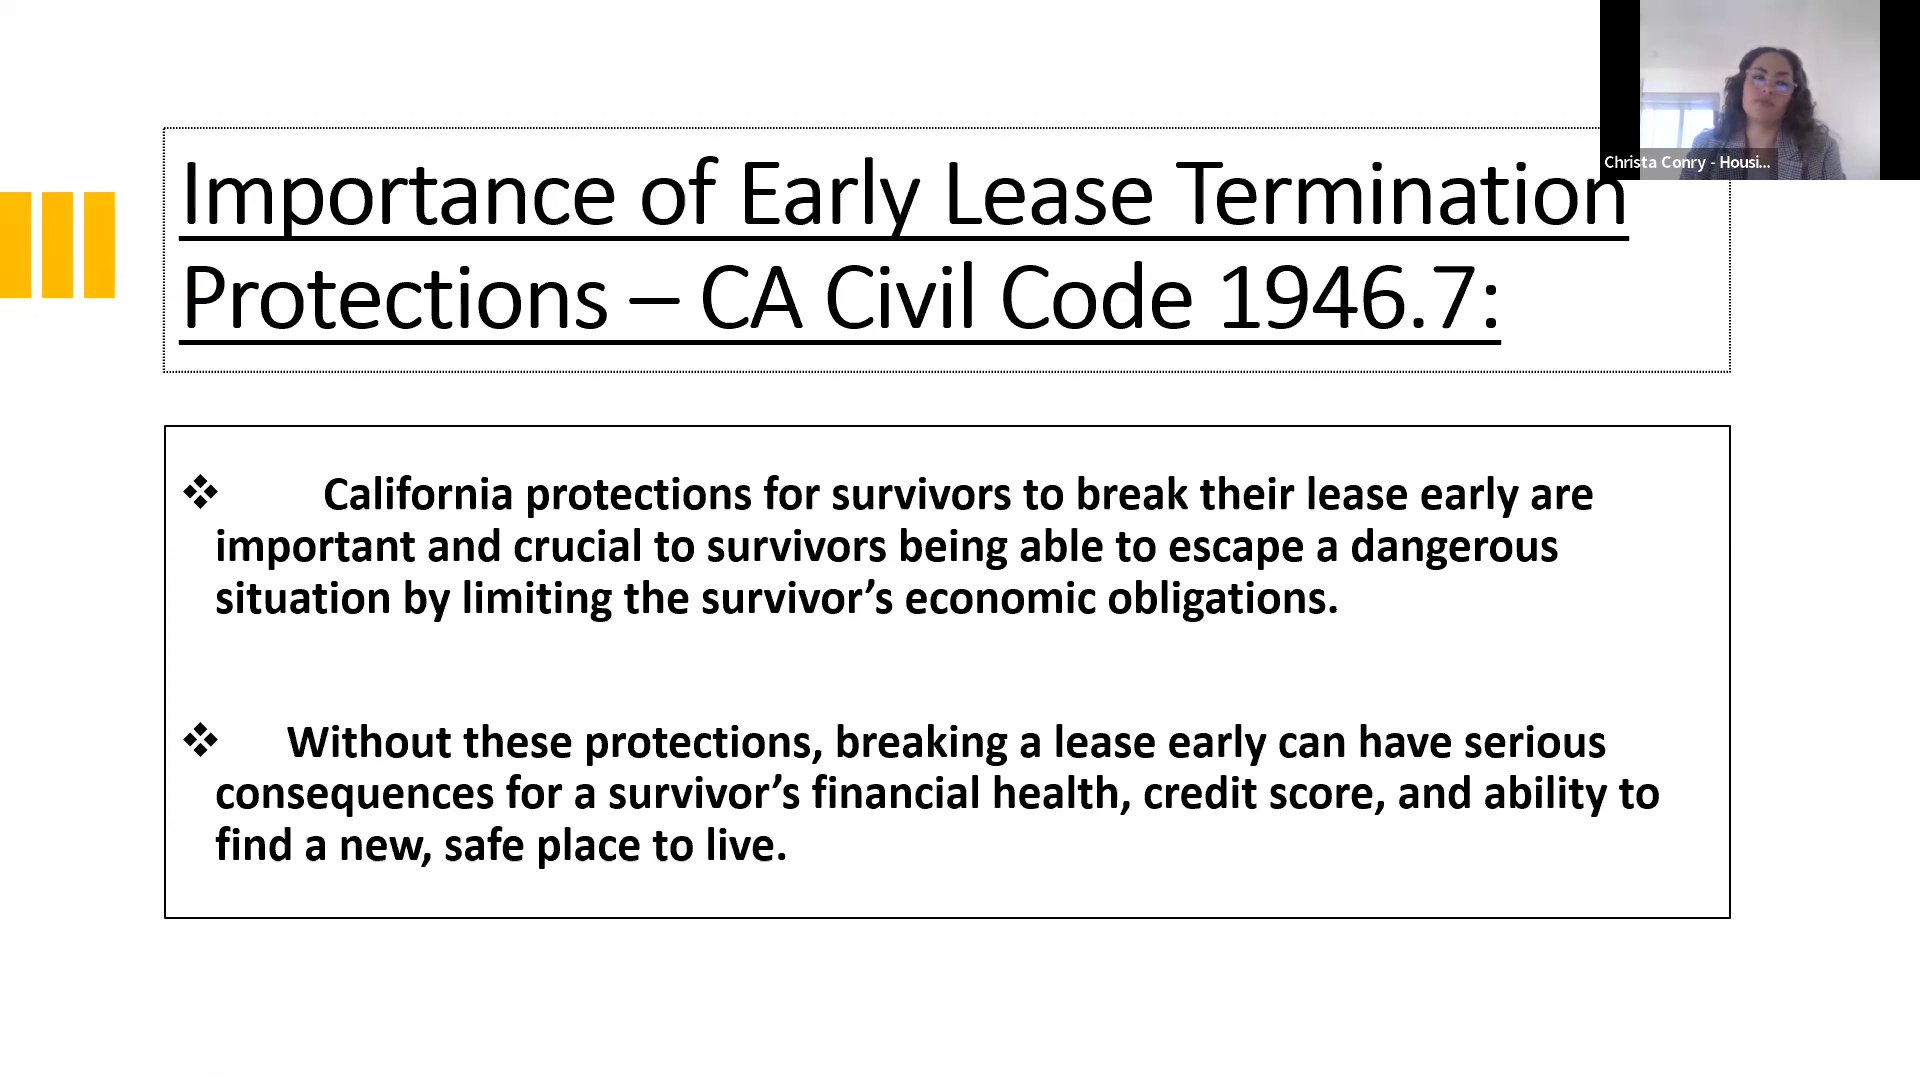 Christa Conry - Housi...
Importance of Early Lease Termination
Protections – CA Civil Code 1946.7:
❖ California protections for survivors to break their lease early are
important and crucial to survivors being able to escape a dangerous
situation by limiting the survivor’s economic obligations.
❖ Without these protections, breaking a lease early can have serious
consequences for a survivor’s financial health, credit score, and ability to
find a new, safe place to live.